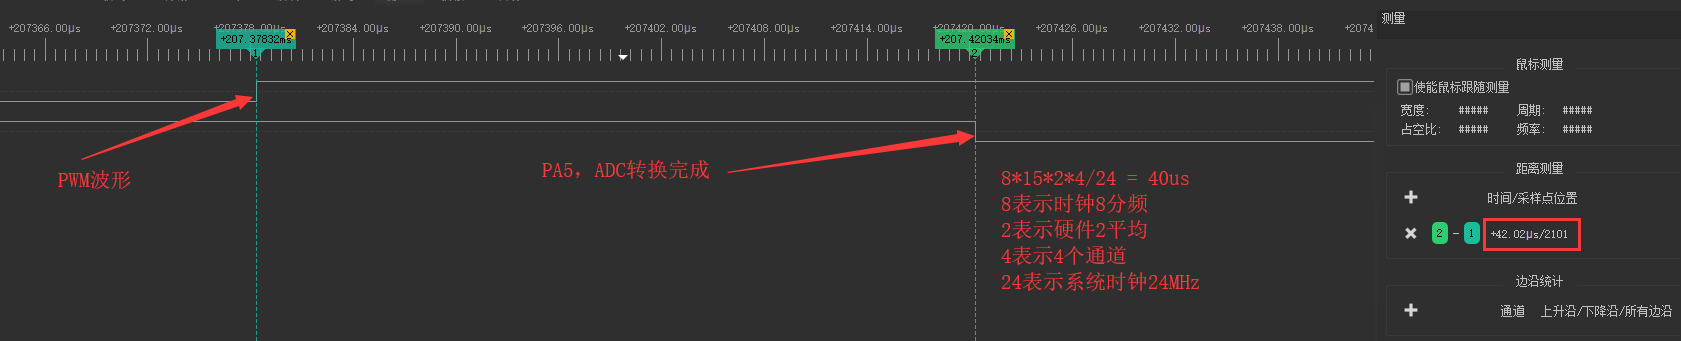 +207366.00μs +207372.00μs +207378.00μs +207384.00μs +207390.00μs +207396.00μs +207402.00μs +207408.00μs +207414.00μs +207420.00μs +207426.00μs +207432.00μs +207438.00μs +2074
+207.37832ms +207.42034ms
1 2
PWM波形
PA5，ADC转换完成
8*15*2*4/24 = 40us
8表示时钟8分频
2表示硬件2平均
4表示4个通道
24表示系统时钟24MHz
测量
鼠标测量
使能鼠标跟随测量
宽度: ##### 周期: #####
占空比: ##### 频率: #####
距离测量
时间/采样点位置
2 - 1 +42.02μs/2101
边沿统计
通道 上升沿/下降沿/所有边沿